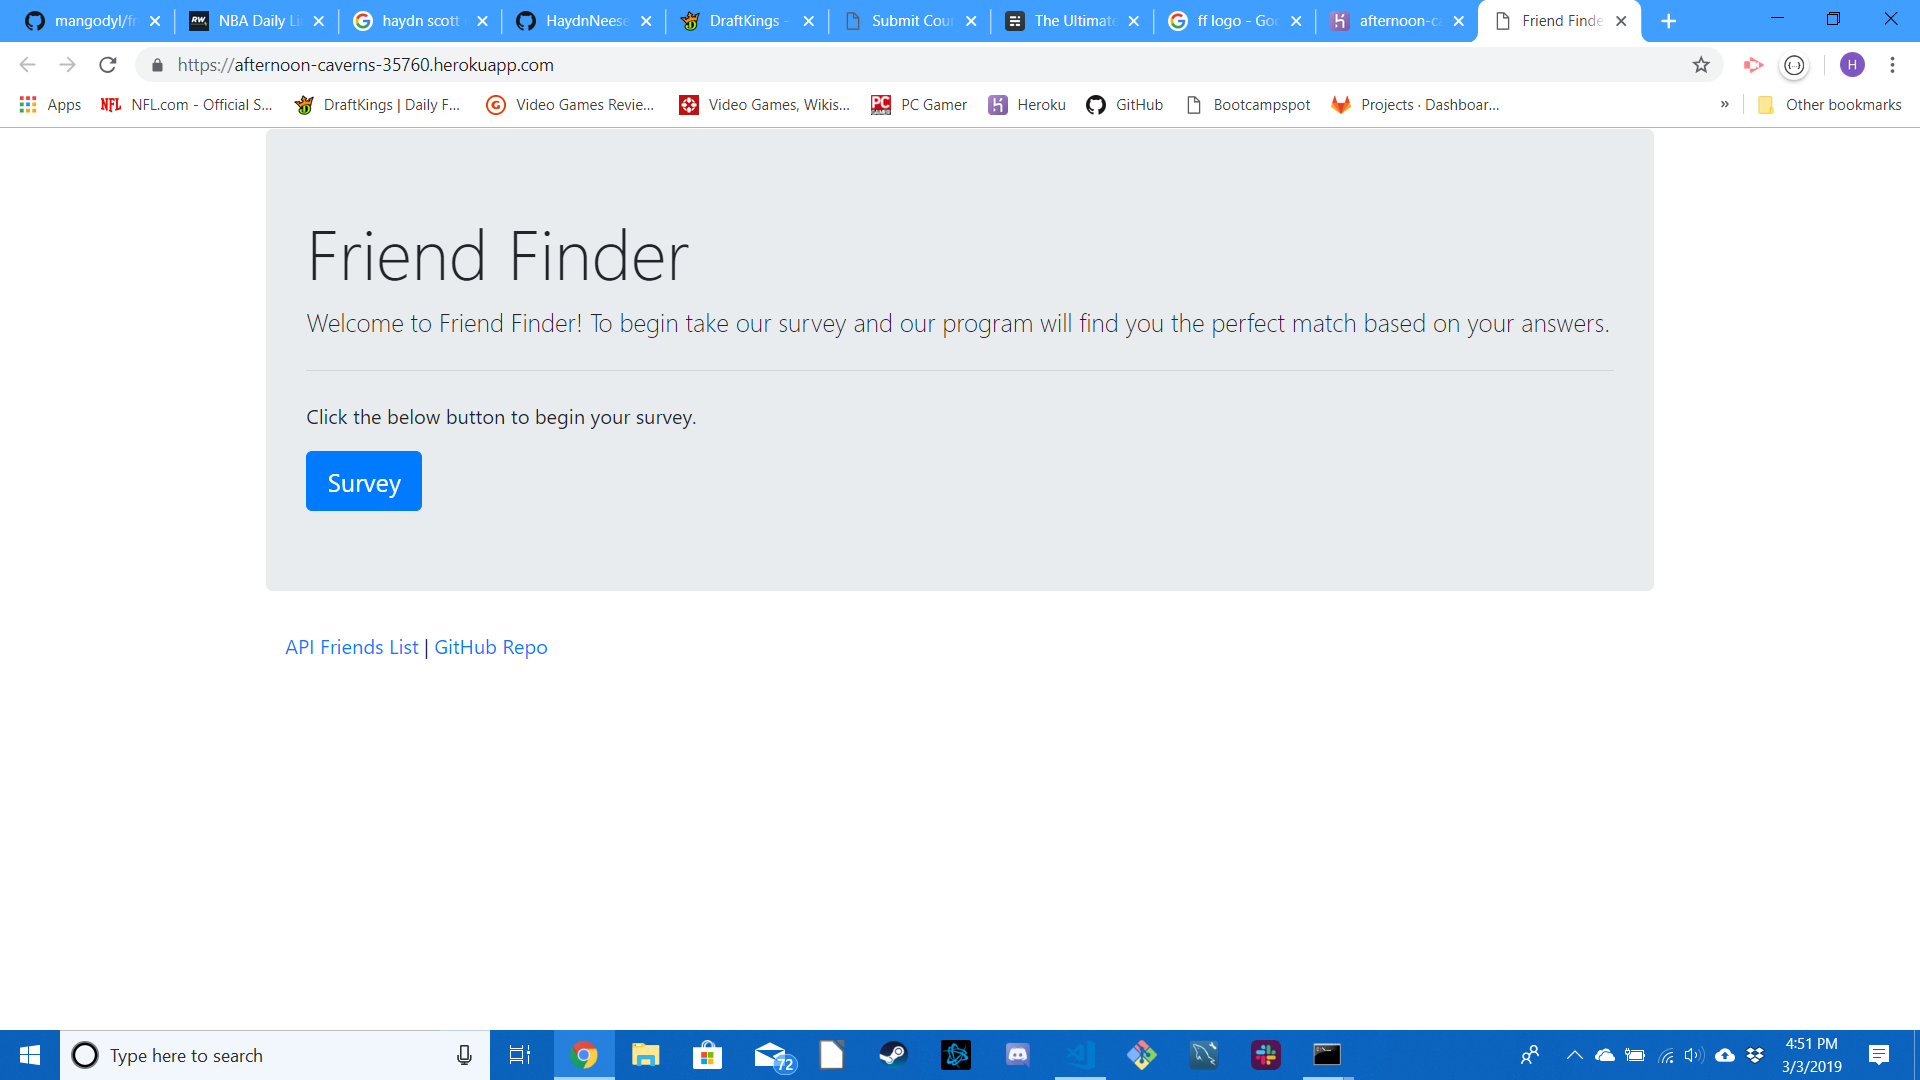 mangodyl/fr
NBA Daily Li
haydn scott
HaydnNeese
DraftKings -
Submit Cour
The Ultimate
ff logo - Goo
afternoon-ca
Friend Finde
https://afternoon-caverns-35760.herokuapp.com
H
Apps
NFL.com - Official S...
DraftKings | Daily F...
Video Games Revie...
Video Games, Wikis...
PC Gamer
Heroku
GitHub
Bootcampspot
Projects · Dashboar...
»
Other bookmarks
Friend Finder
Welcome to Friend Finder! To begin take our survey and our program will find you the perfect match based on your answers.
Click the below button to begin your survey.
Survey
API Friends List | GitHub Repo
Type here to search
72
4:51 PM
3/3/2019